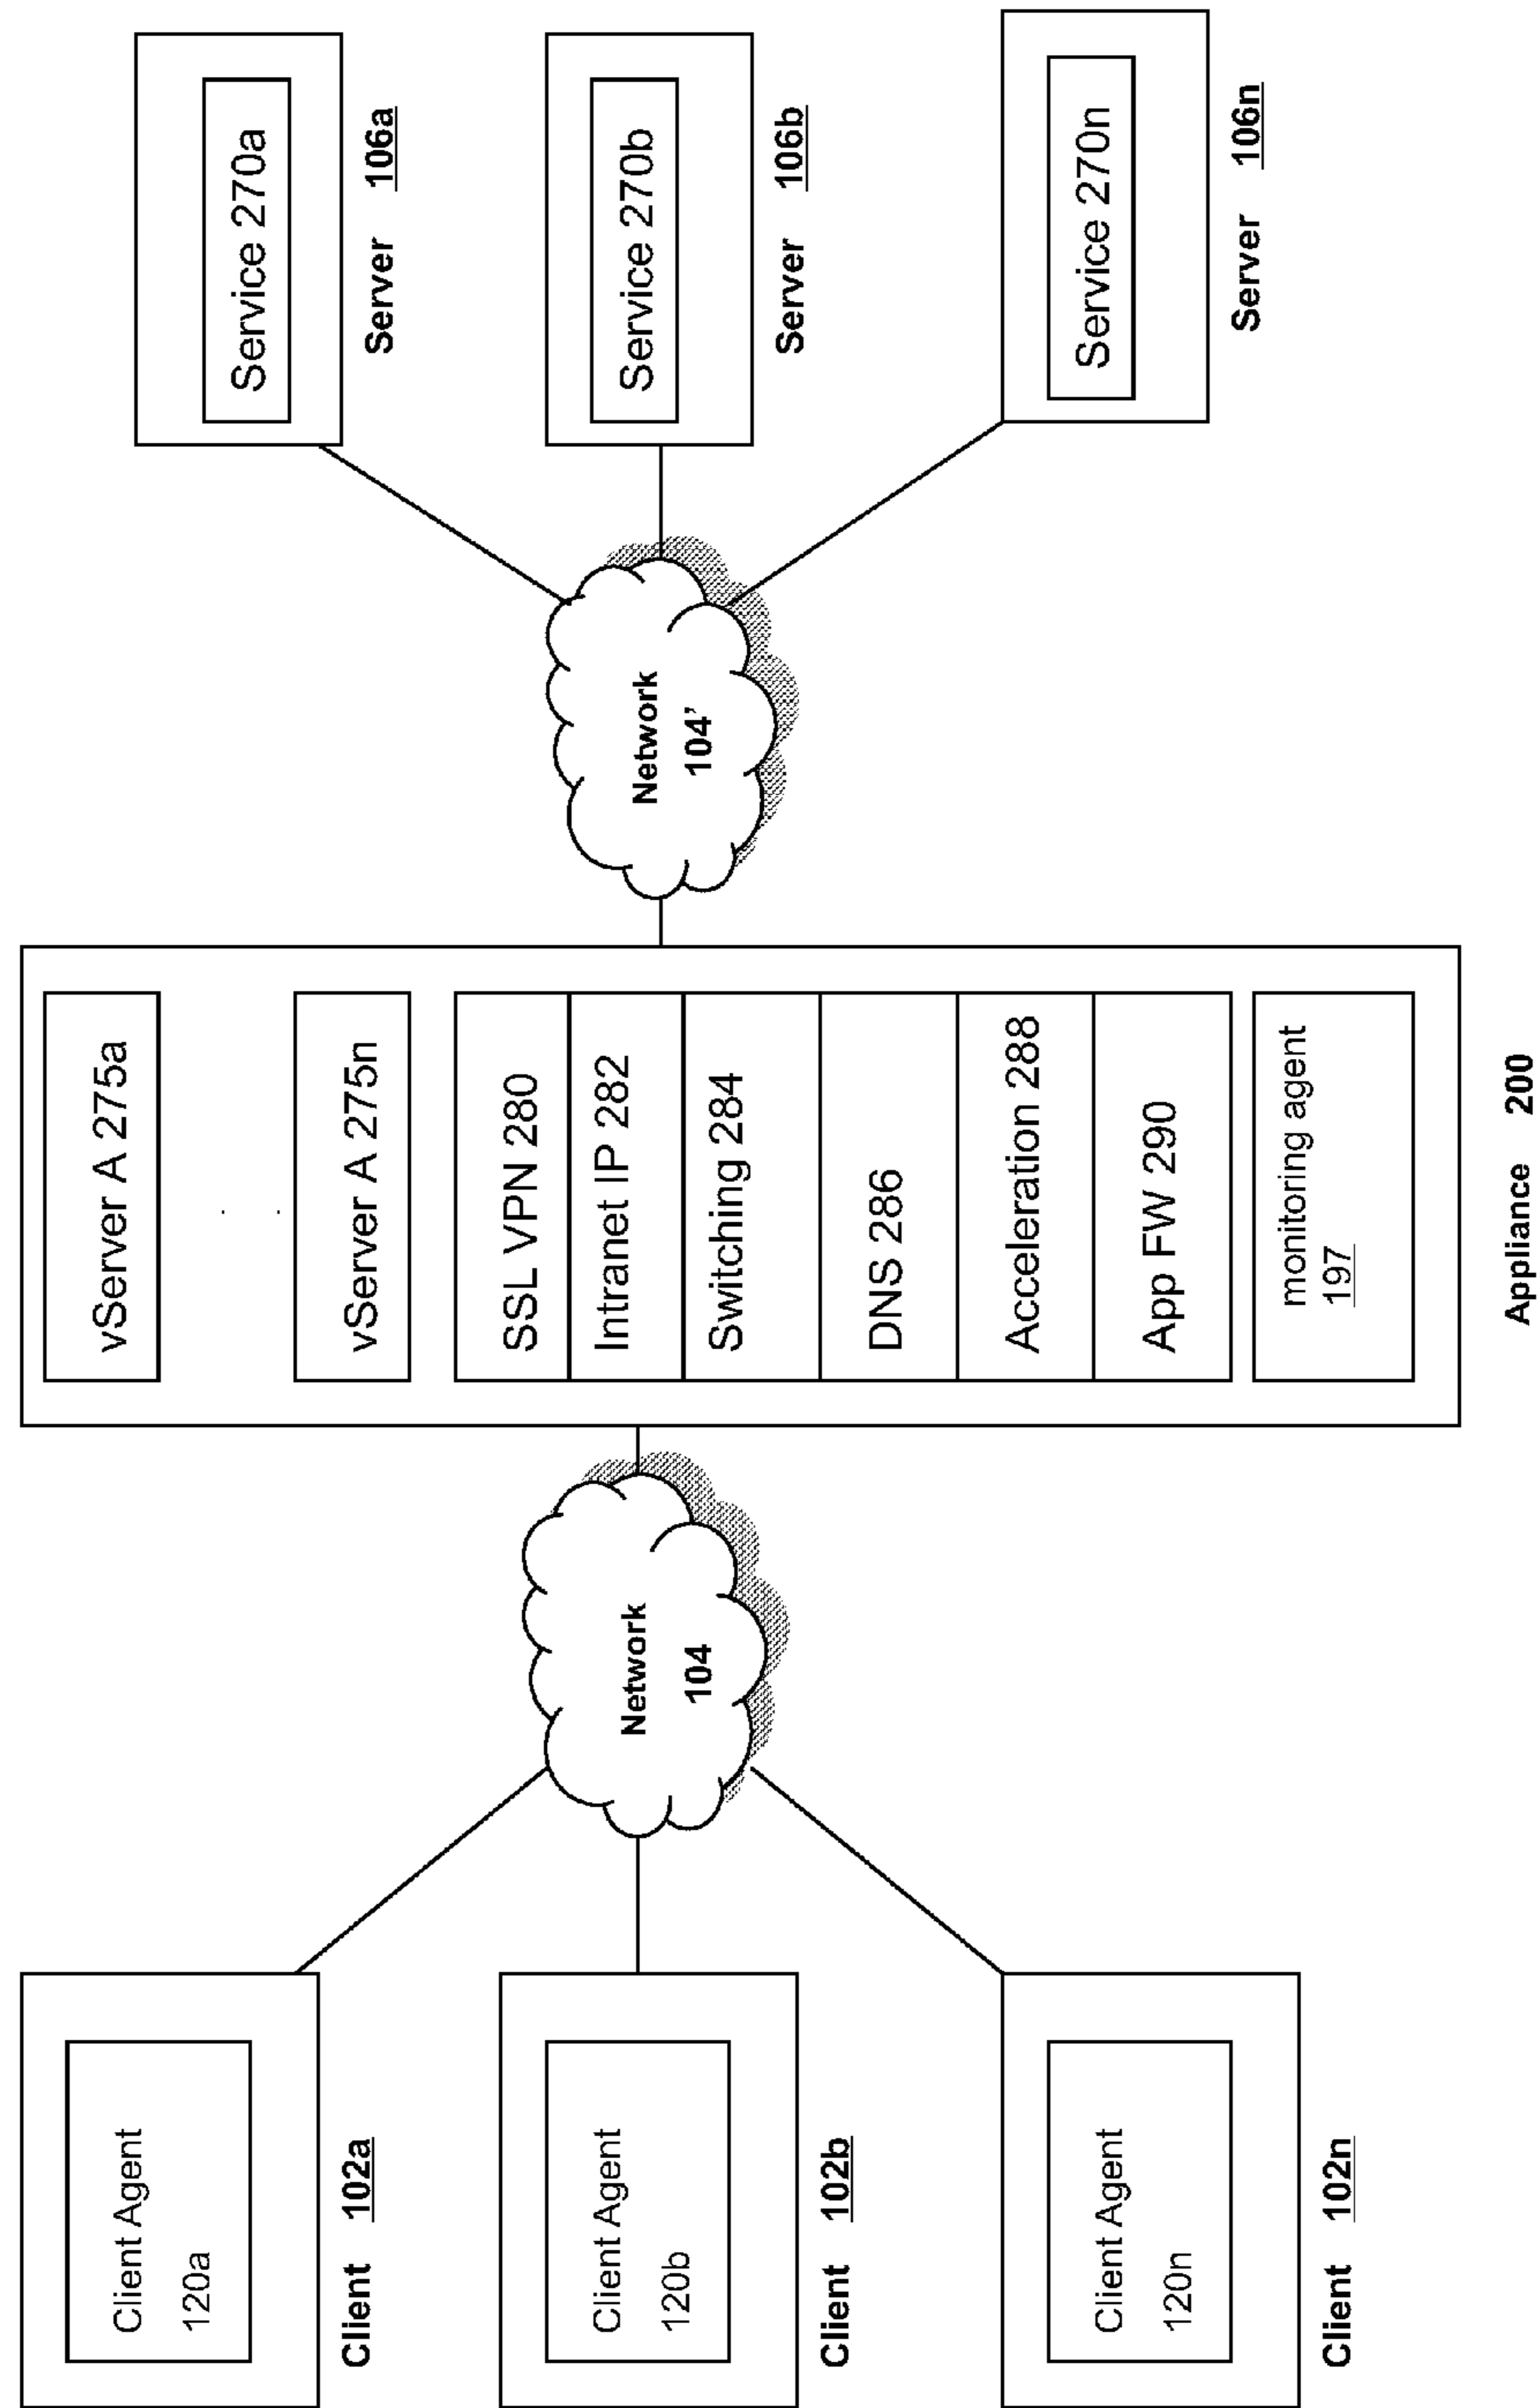 Client Agent
120a
Client 102a
Client Agent
120b
Client 102b
Client Agent
120n
Client 102n
Network
104
vServer A 275a
vServer A 275n
SSL VPN 280
Intranet IP 282
Switching 284
DNS 286
Acceleration 288
App FW 290
monitoring agent
197
Appliance 200
Network
104'
Service 270a
Server 106a
Service 270b
Server 106b
Service 270n
Server 106n